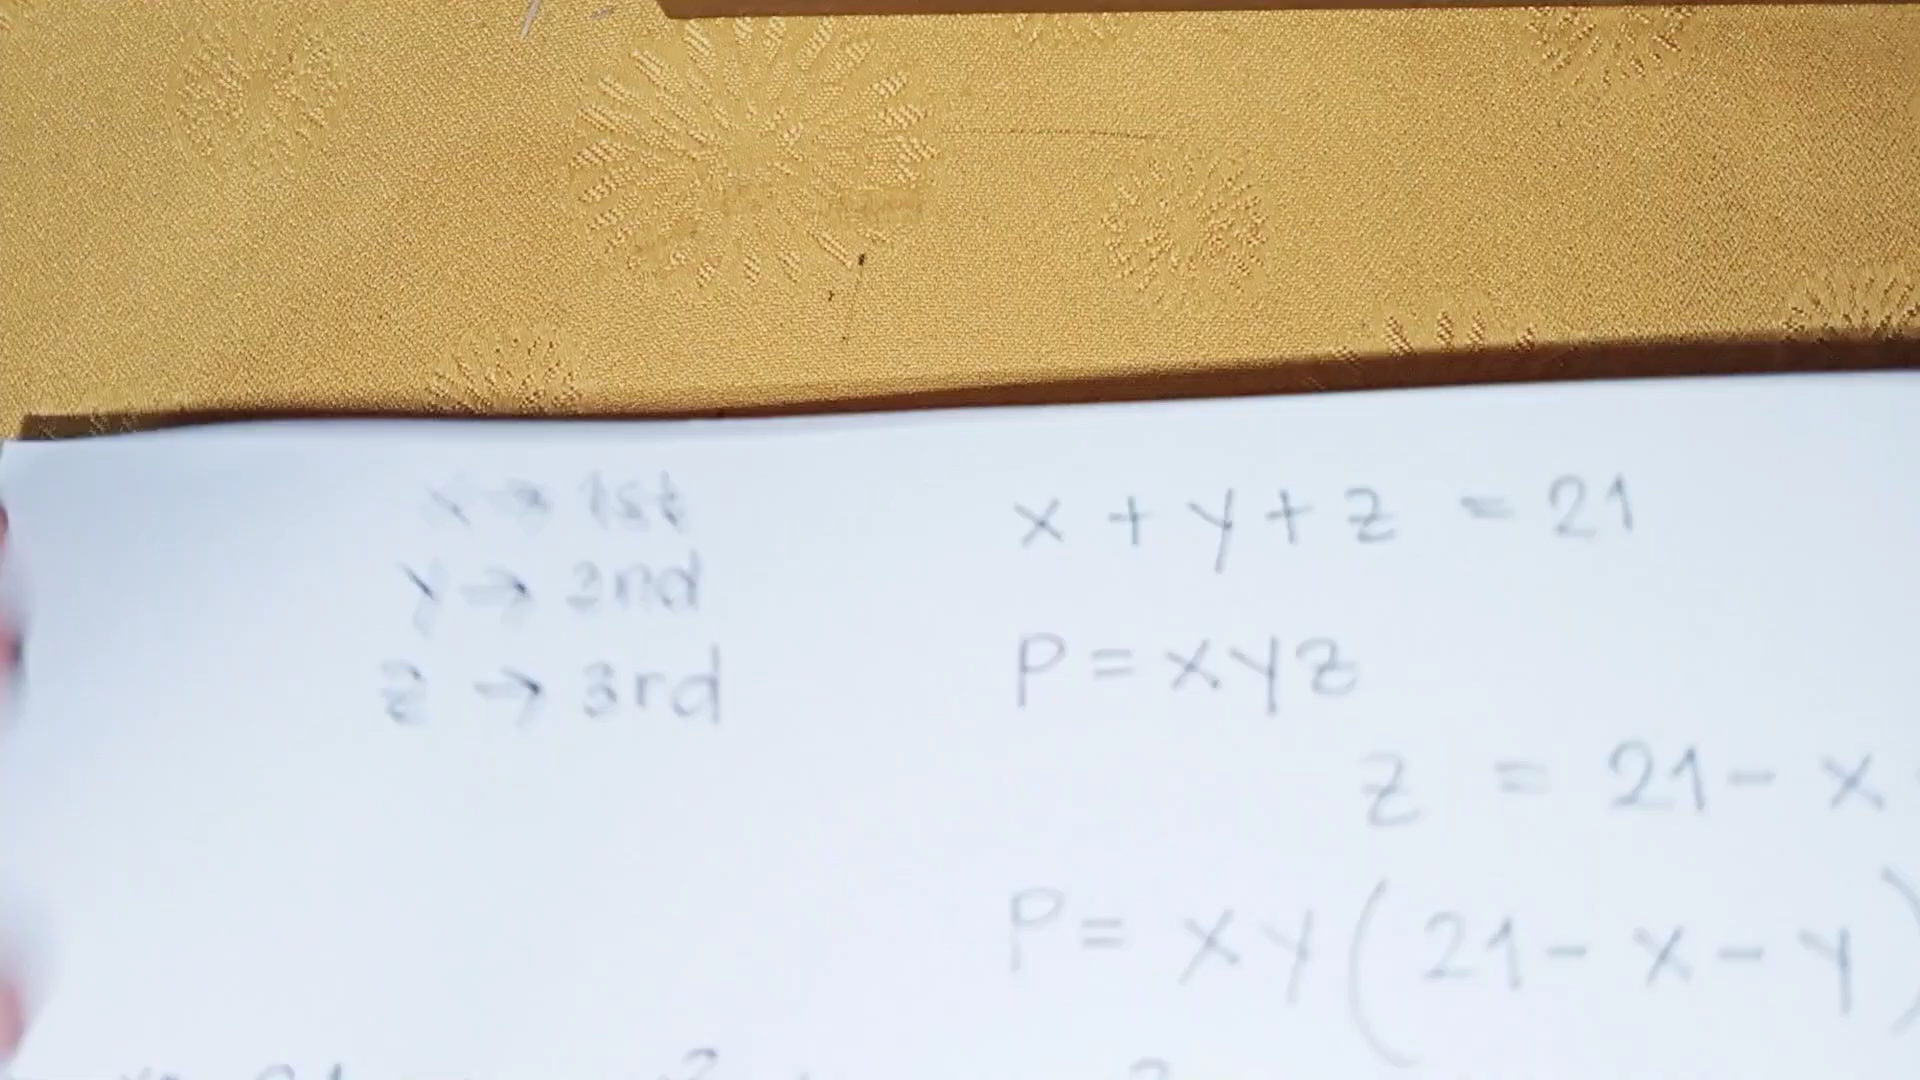 x → 1st
y → 2nd
z → 3rd
x + y + z = 21
P = xyz
z = 21 - x
P = xy(21 - x - y)